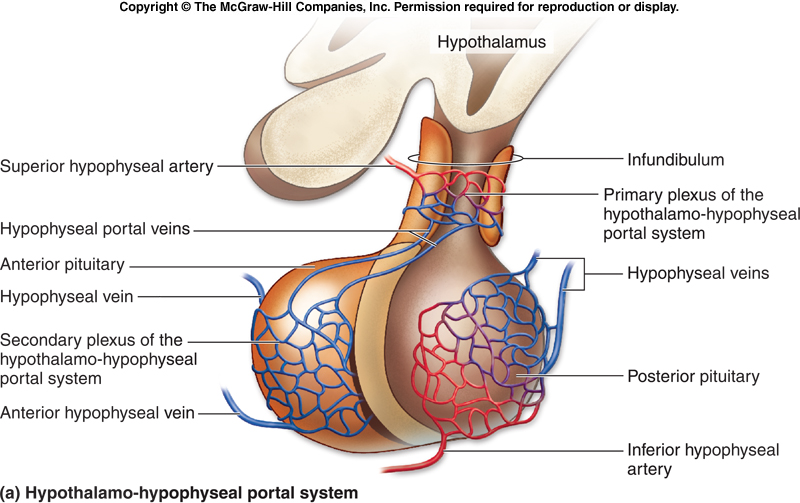 Copyright © The McGraw-Hill Companies, Inc. Permission required for reproduction or display.
Hypothalamus
Superior hypophyseal artery
Hypophyseal portal veins
Anterior pituitary
Hypophyseal vein
Secondary plexus of the
hypothalamo-hypophyseal
portal system
Anterior hypophyseal vein
Infundibulum
Primary plexus of the
hypothalamo-hypophyseal
portal system
Hypophyseal veins
Posterior pituitary
Inferior hypophyseal
artery
(a) Hypothalamo-hypophyseal portal system